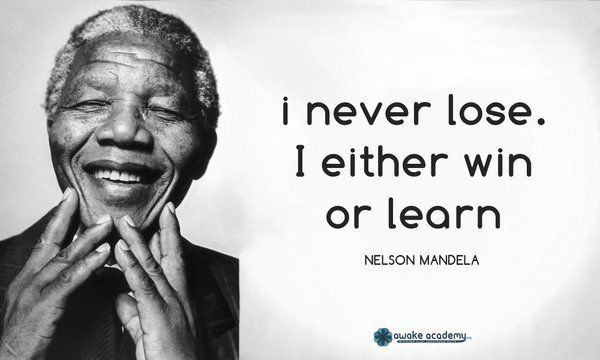 i never lose.
I either win
or learn
NELSON MANDELA
awake academy